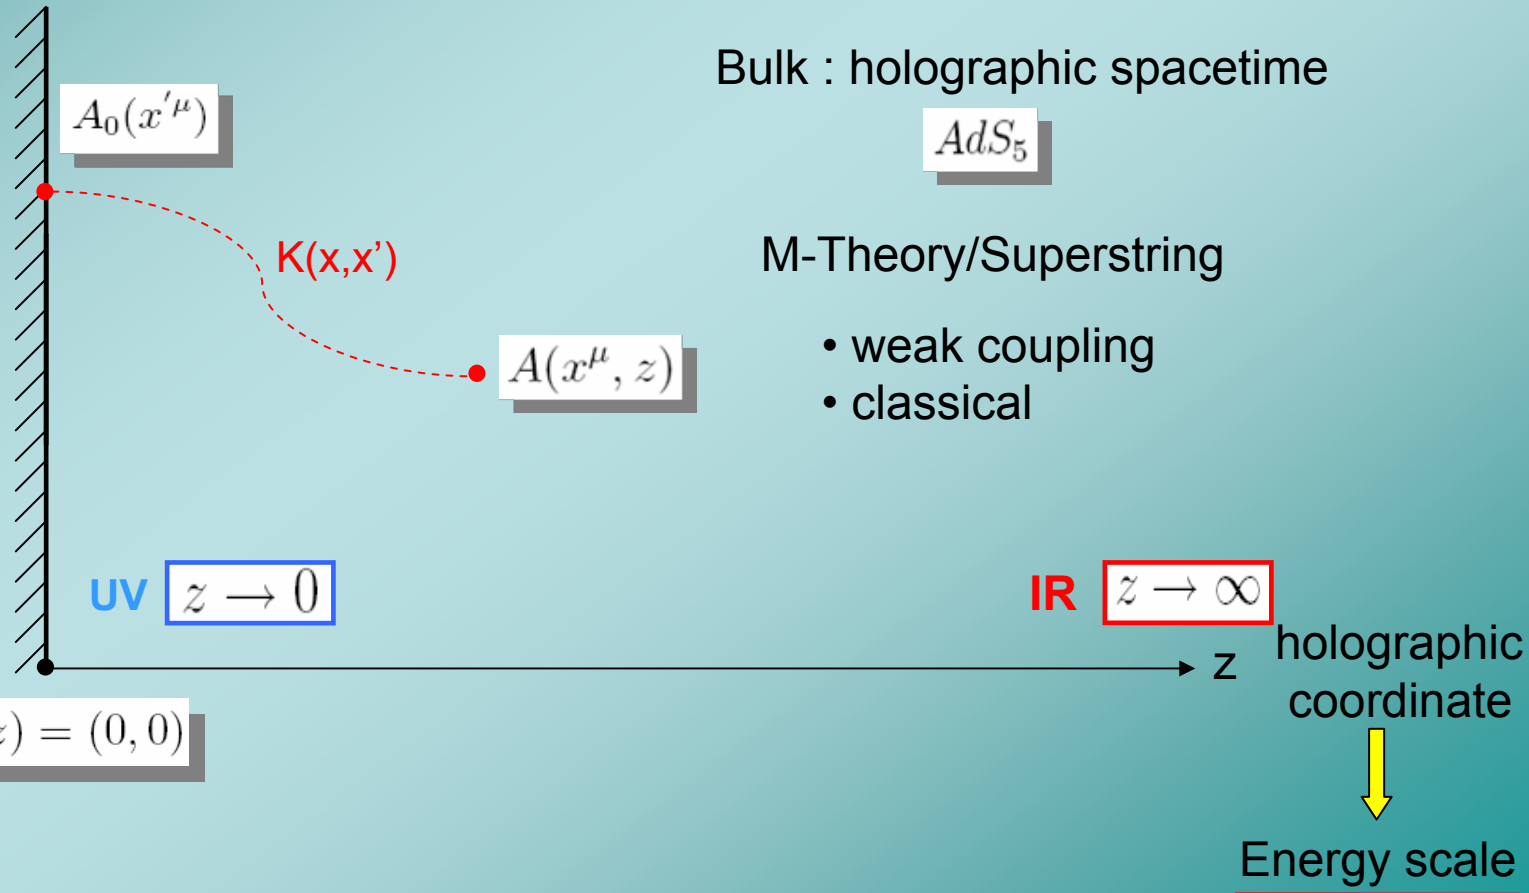 Bulk : holographic spacetime
A₀(x'^μ)
AdS₅
K(x,x’)
M-Theory/Superstring
A(x^μ, z)
• weak coupling
• classical
UV z → 0
IR z → ∞
z
holographic
coordinate
z) = (0, 0)
Energy scale